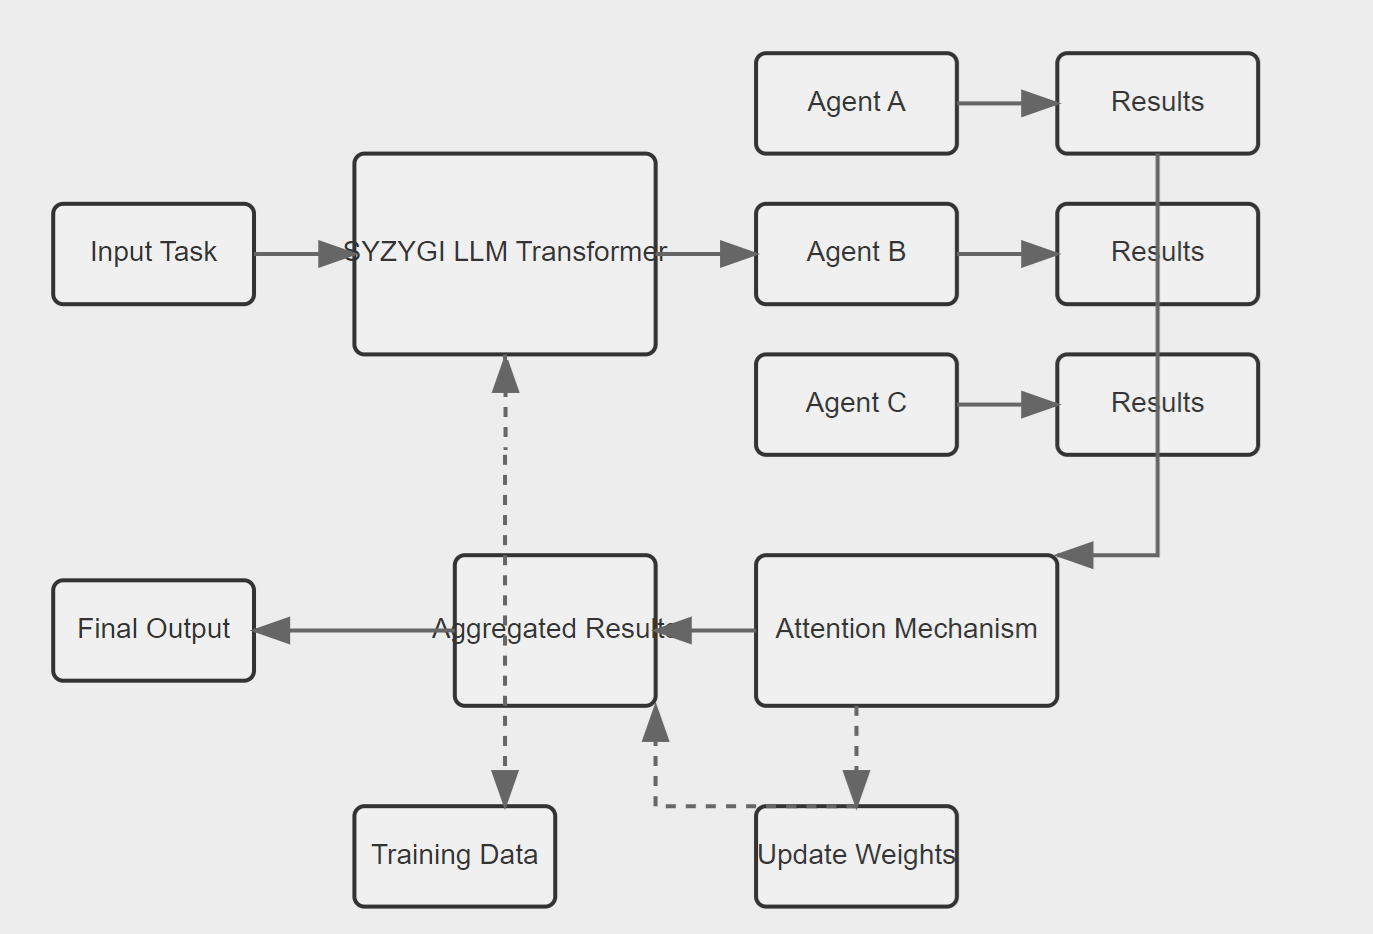 Agent A
Results
Input Task
SYZYGI LLM Transformer
Agent B
Results
Agent C
Results
Final Output
Aggregated Results
Attention Mechanism
Training Data
Update Weights